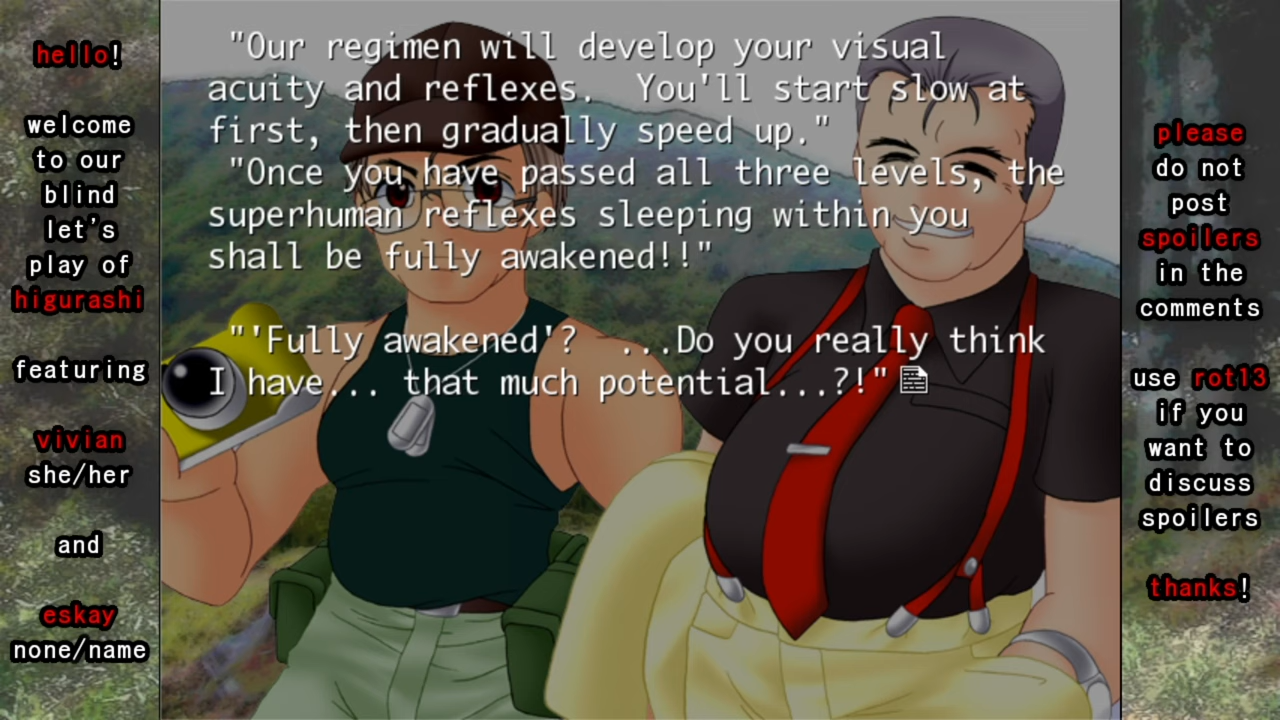 hello!
welcome
to our
blind
let's
play of
higurashi
featuring
vivian
she/her
and
eskay
none/name
"Our regimen will develop your visual
acuity and reflexes.  You'll start slow at
first, then gradually speed up."
"Once you have passed all three levels, the
superhuman reflexes sleeping within you
shall be fully awakened!!"
"'Fully awakened'?  ...Do you really think
I have... that much potential...?!"
please
do not
post
spoilers
in the
comments
use rot13
if you
want to
discuss
spoilers
thanks!